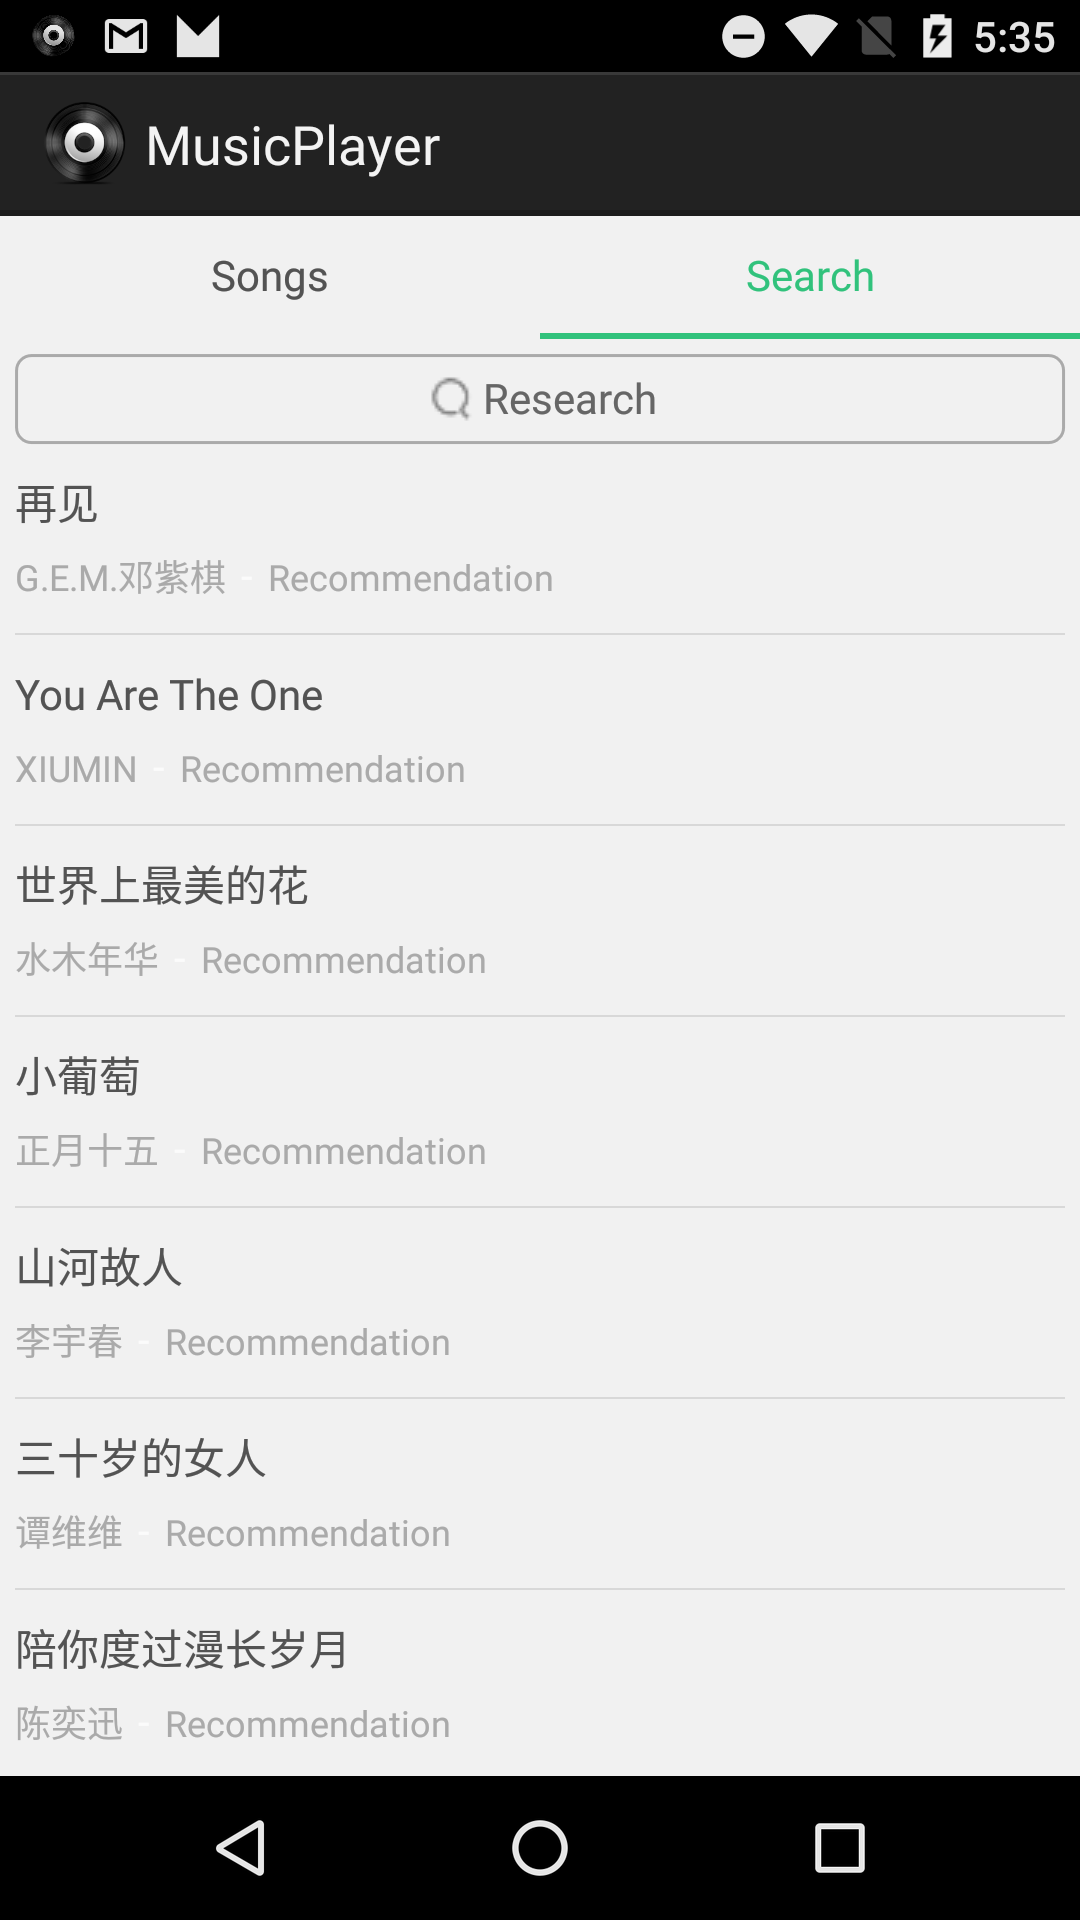 5:35
MusicPlayer
Songs Search
Research
再见
G.E.M.邓紫棋 - Recommendation
You Are The One
XIUMIN - Recommendation
世界上最美的花
水木年华 - Recommendation
小葡萄
正月十五 - Recommendation
山河故人
李宇春 - Recommendation
三十岁的女人
谭维维 - Recommendation
陪你度过漫长岁月
陈奕迅 - Recommendation